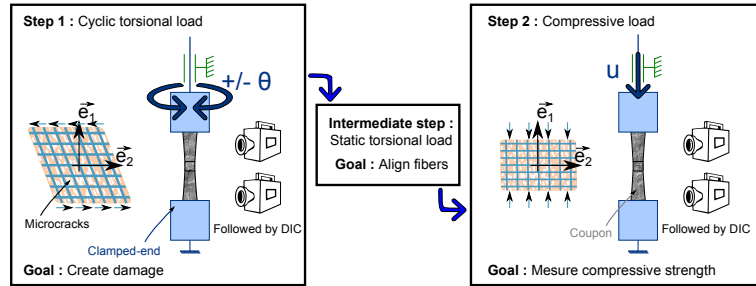 Step 1 : Cyclic torsional load
+/- θ
e1
e2
Microcracks
Clamped-end
Followed by DIC
Goal : Create damage
Intermediate step :
Static torsional load
Goal : Align fibers
Step 2 : Compressive load
u
e1
e2
Coupon
Followed by DIC
Goal : Mesure compressive strength